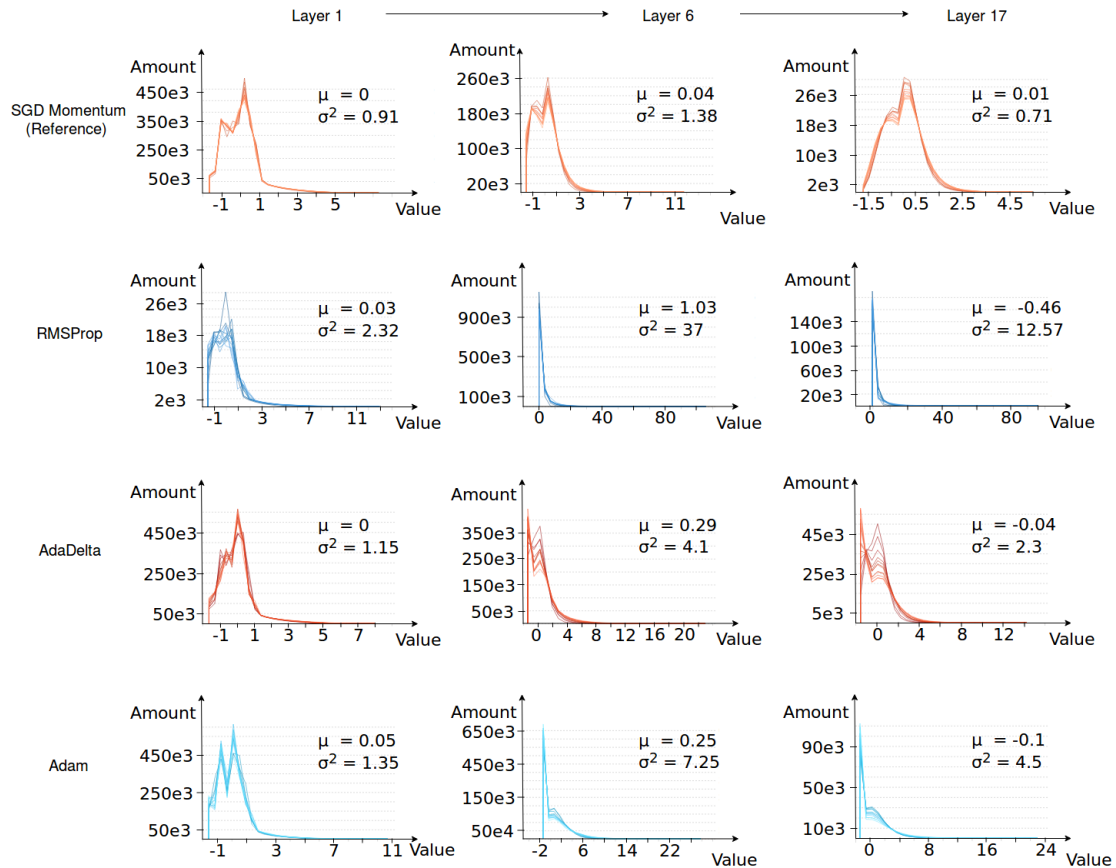 Layer 1 Layer 6 Layer 17
SGD Momentum
(Reference)
Amount
450e3
350e3
250e3
50e3
-1 1 3 5
Value
μ = 0
σ² = 0.91
Amount
260e3
180e3
100e3
20e3
-1 3 7 11
Value
μ = 0.04
σ² = 1.38
Amount
26e3
18e3
2e3
-1.5 0.5 2.5 4.5
Value
μ = 0.01
σ² = 0.71
RMSProp
Amount
26e3
18e3
10e3
2e3
-1 3 7 11
Value
μ = 0.03
σ² = 2.32
Amount
900e3
500e3
100e3
0 40 80
Value
μ = 1.03
σ² = 37
Amount
140e3
100e3
60e3
20e3
0 40 80
Value
μ = -0.46
σ² = 12.57
AdaDelta
Amount
450e3
250e3
50e3
-1 1 3 5 7
Value
μ = 0
σ² = 1.15
Amount
350e3
250e3
150e3
50e3
0 4 8 12 16 20
Value
μ = 0.29
σ² = 4.1
Amount
45e3
25e3
5e3
0 4 8 12
Value
μ = -0.04
σ² = 2.3
Adam
Amount
450e3
250e3
50e3
-1 1 3 5 7 11
Value
μ = 0.05
σ² = 1.35
Amount
650e3
450e3
250e3
50e4
-2 6 14 22
Value
μ = 0.25
σ² = 7.25
Amount
90e3
50e3
10e3
0 8 16 24
Value
μ = -0.1
σ² = 4.5